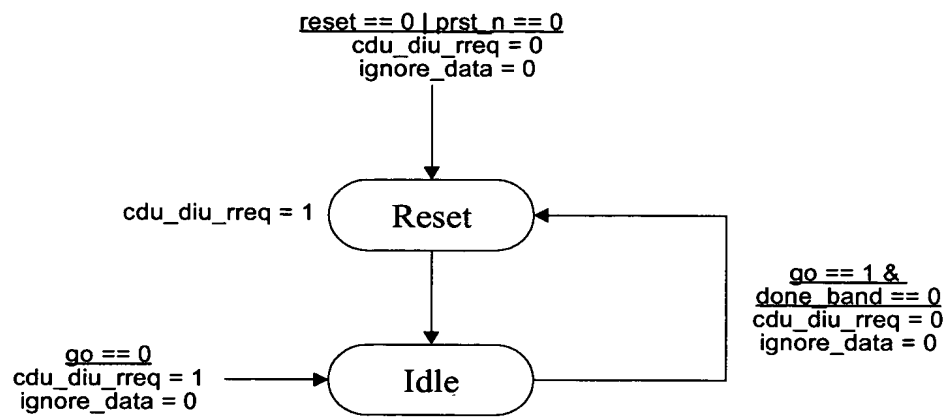 reset == 0 | prst_n == 0
cdu_diu_rreq = 0
ignore_data = 0
cdu_diu_rreq = 1
Reset
go == 1 &
done_band == 0
cdu_diu_rreq = 0
ignore_data = 0
go == 0
cdu_diu_rreq = 1
ignore_data = 0
Idle